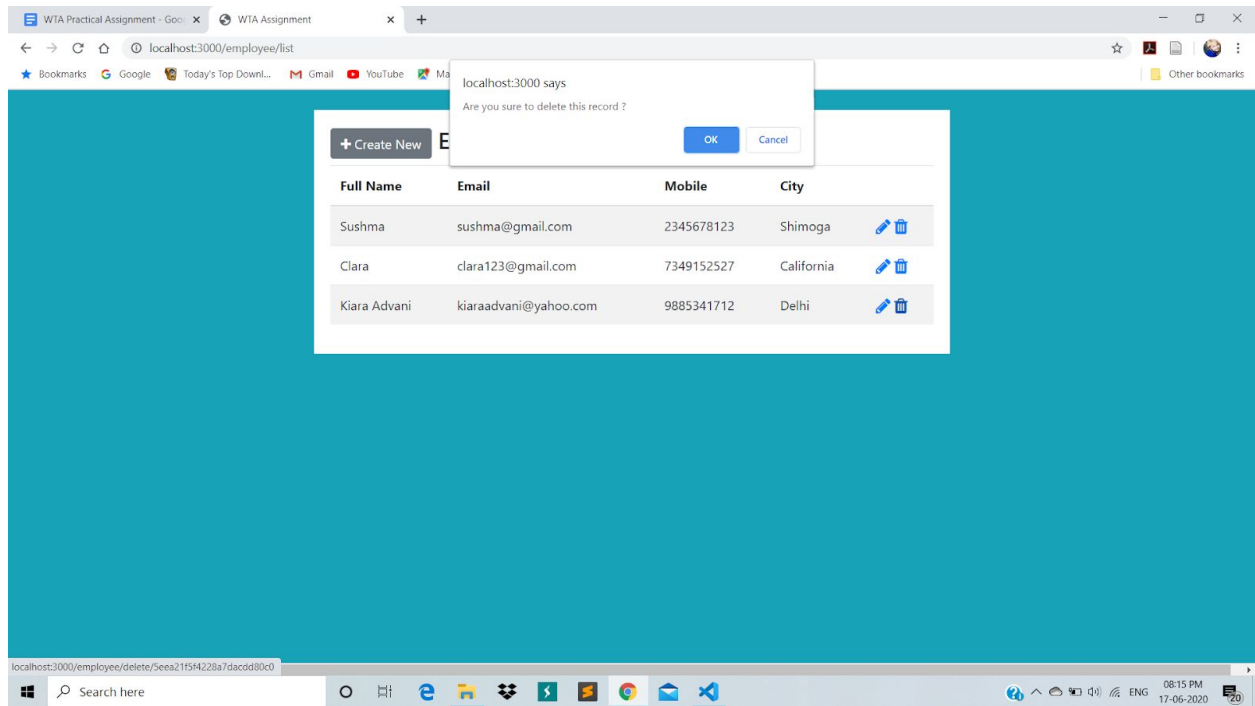 WTA Practical Assignment - Goo
WTA Assignment
localhost:3000/employee/list
Bookmarks Google Today's Top Downl... Gmail YouTube Ma Other bookmarks
localhost:3000 says
Are you sure to delete this record ?
OK Cancel
Create New E
Full Name Email Mobile City
Sushma sushma@gmail.com 2345678123 Shimoga
Clara clara123@gmail.com 7349152527 California
Kiara Advani kiaraadvani@yahoo.com 9885341712 Delhi
localhost:3000/employee/delete/5eea21f5f4228a7dacdd80c0
Search here
ENG
08:15 PM
17-06-2020
20